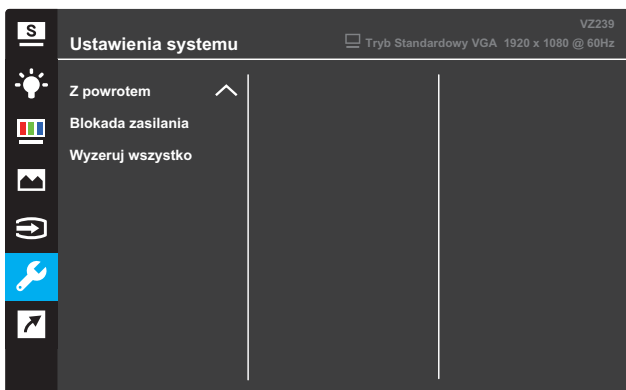 S
VZ239
Ustawienia systemu
Tryb Standardowy VGA 1920 x 1080 @ 60Hz
Z powrotem
Blokada zasilania
Wyzeruj wszystko